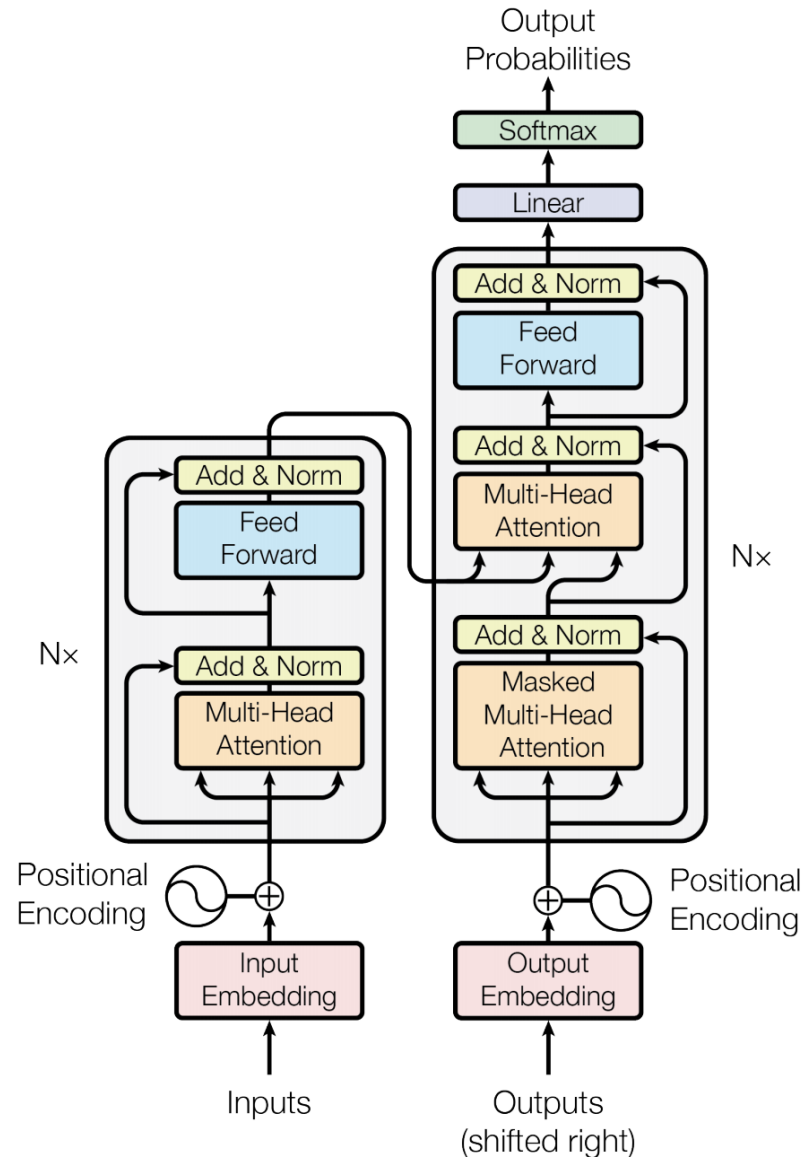 Output
Probabilities
Softmax
Linear
Add & Norm
Feed
Forward
Add & Norm
Multi-Head
Attention
Add & Norm
Masked
Multi-Head
Attention
N×
Add & Norm
Feed
Forward
Add & Norm
Multi-Head
Attention
N×
Positional
Encoding
Positional
Encoding
Input
Embedding
Output
Embedding
Inputs
Outputs
(shifted right)